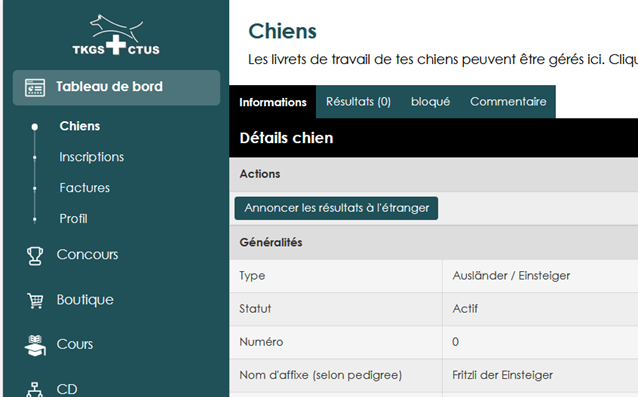 TKGS CTUS
Tableau de bord
Chiens
Inscriptions
Factures
Profil
Concours
Boutique
Cours
CD
Chiens
Les livrets de travail de tes chiens peuvent être gérés ici. Cliqu
Informations Résultats (0) bloqué Commentaire
Détails chien
Actions
Annoncer les résultats à l'étranger
Généralités
Type Ausländer / Einsteiger
Statut Actif
Numéro 0
Nom d'affixe (selon pedigree) Fritzli der Einsteiger